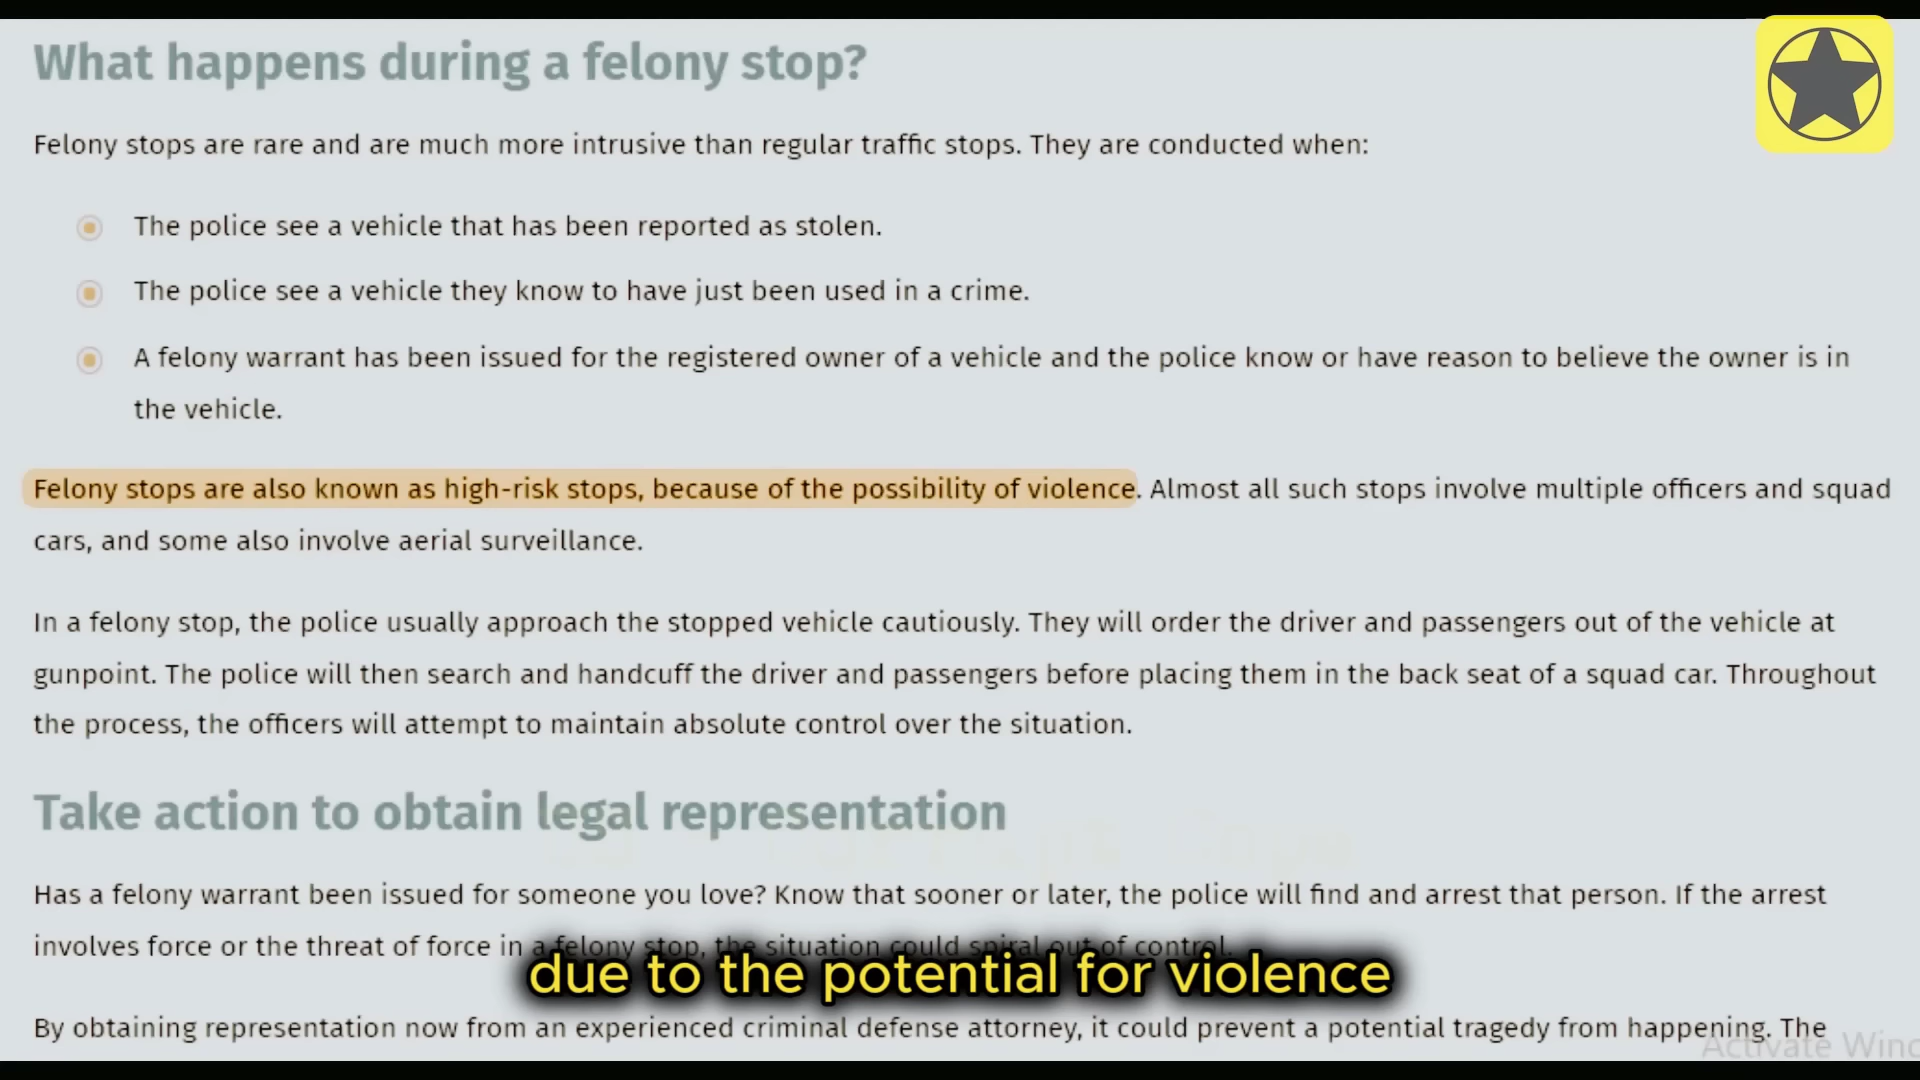 What happens during a felony stop?
Felony stops are rare and are much more intrusive than regular traffic stops. They are conducted when:
The police see a vehicle that has been reported as stolen.
The police see a vehicle they know to have just been used in a crime.
A felony warrant has been issued for the registered owner of a vehicle and the police know or have reason to believe the owner is in
the vehicle.
Felony stops are also known as high-risk stops, because of the possibility of violence. Almost all such stops involve multiple officers and squad
cars, and some also involve aerial surveillance.
In a felony stop, the police usually approach the stopped vehicle cautiously. They will order the driver and passengers out of the vehicle at
gunpoint. The police will then search and handcuff the driver and passengers before placing them in the back seat of a squad car. Throughout
the process, the officers will attempt to maintain absolute control over the situation.
Take action to obtain legal representation
Has a felony warrant been issued for someone you love? Know that sooner or later, the police will find and arrest that person. If the arrest
involves force or the threat of force in a felony stop, the situation could spiral out of control.
due to the potential for violence
By obtaining representation now from an experienced criminal defense attorney, it could prevent a potential tragedy from happening. The
Activate Wind